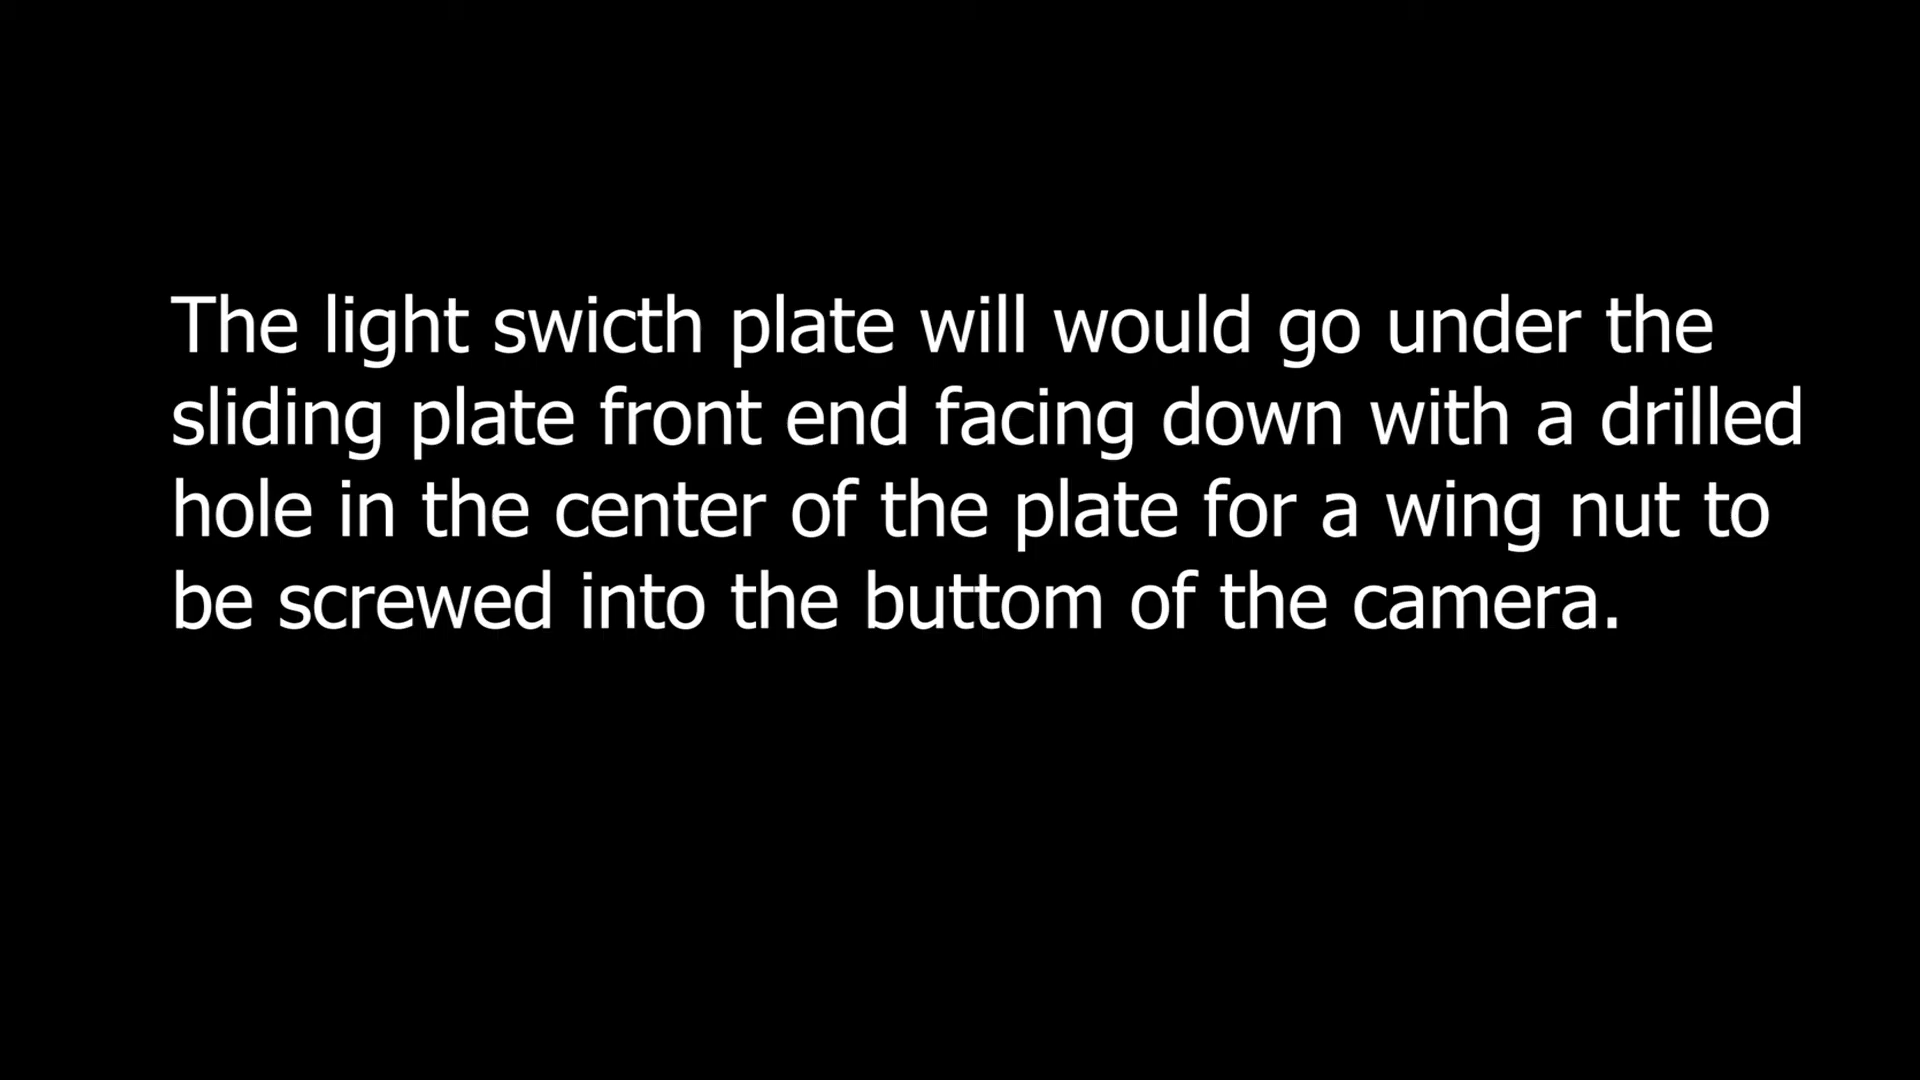 The light swicth plate will would go under the
sliding plate front end facing down with a drilled
hole in the center of the plate for a wing nut to
be screwed into the buttom of the camera.